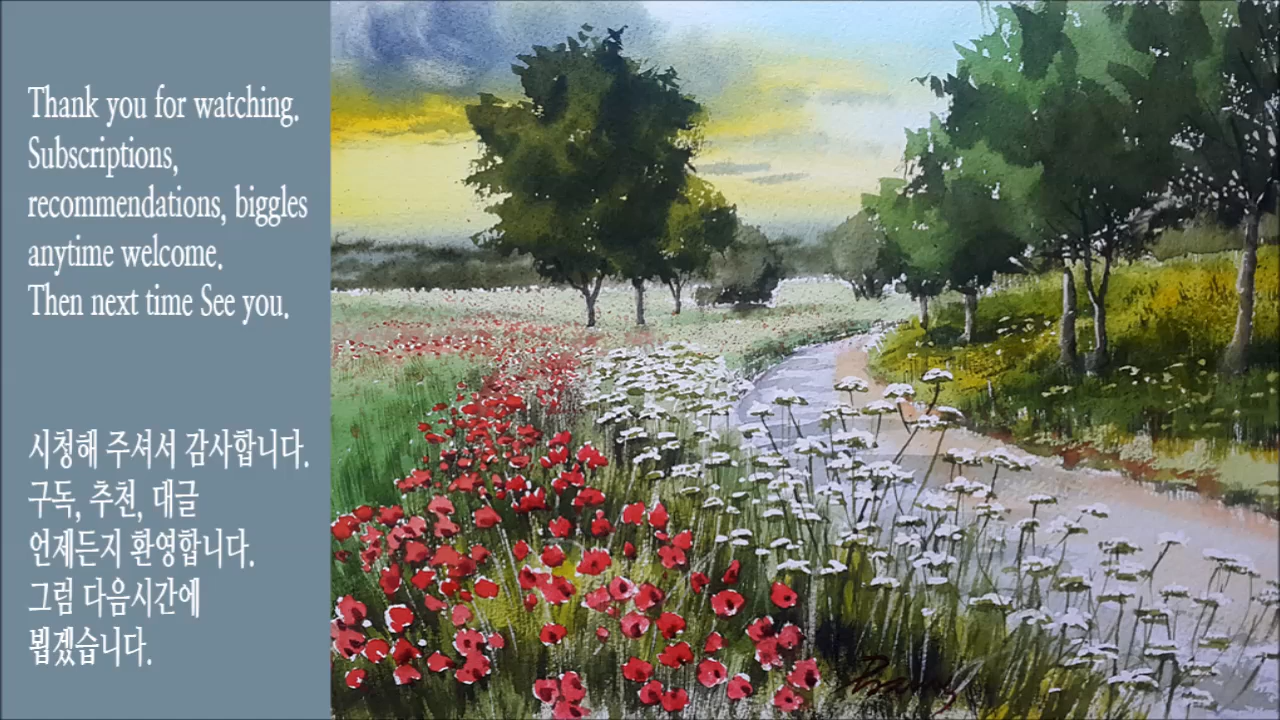 Thank you for watching.
Subscriptions,
recommendations, biggles
anytime welcome.
Then next time See you.
시청해 주셔서 감사합니다.
구독, 추천, 대글
언제든지 환영합니다.
그럼 다음시간에
뵙겠습니다.